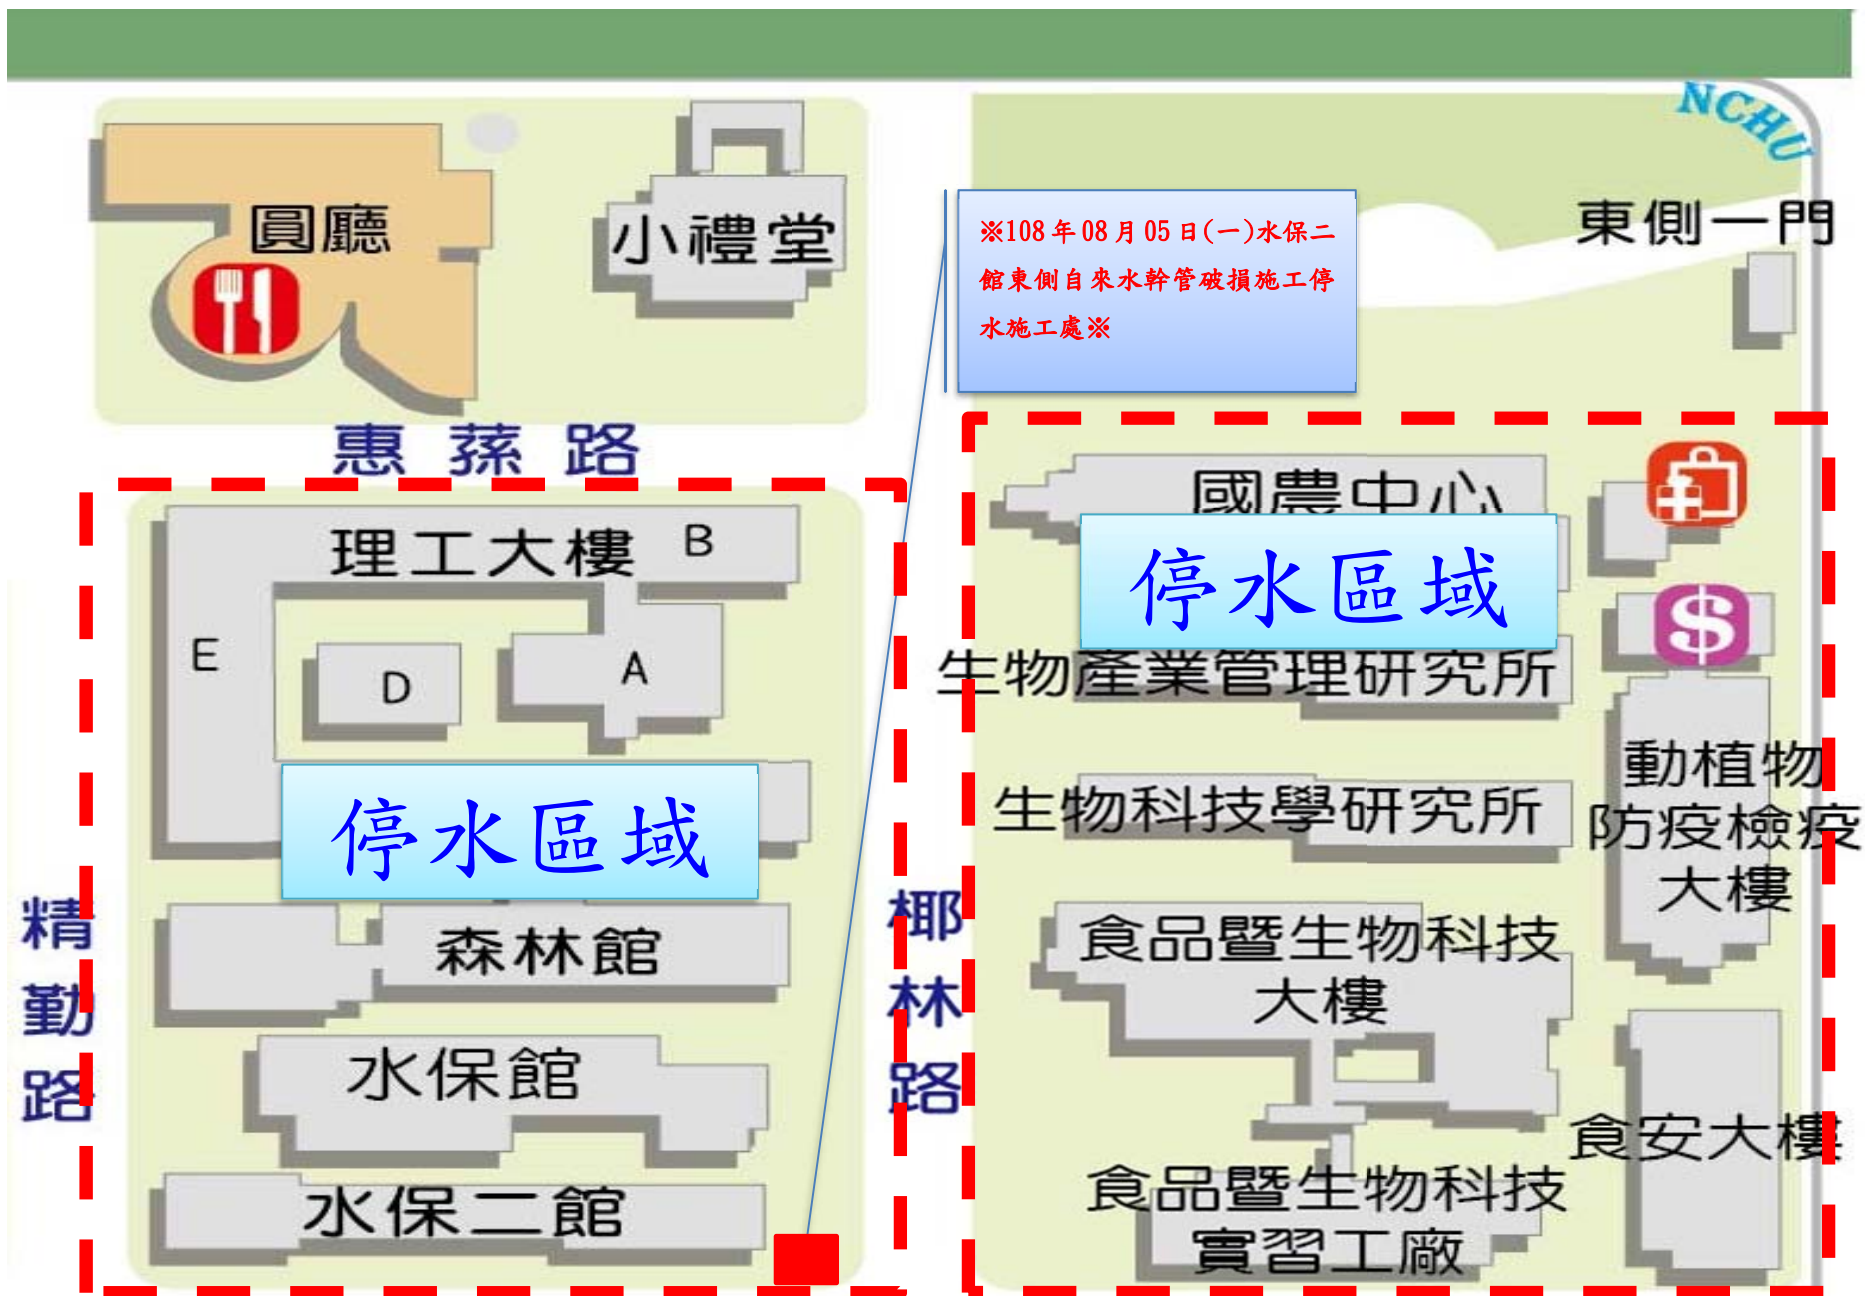 NCHU
東側一門
圓廳
小禮堂
※108年08月05日(一)水保二
館東側自來水幹管破損施工停
水施工處※
惠蓀路
國農中心
停水區域
理工大樓
B
E
D
A
生物產業管理研究所
$
動植物
防疫檢疫
大樓
停水區域
生物科技學研究所
精勤路
椰林路
森林館
食品暨生物科技
大樓
水保館
食安大樓
水保二館
食品暨生物科技
實習工廠